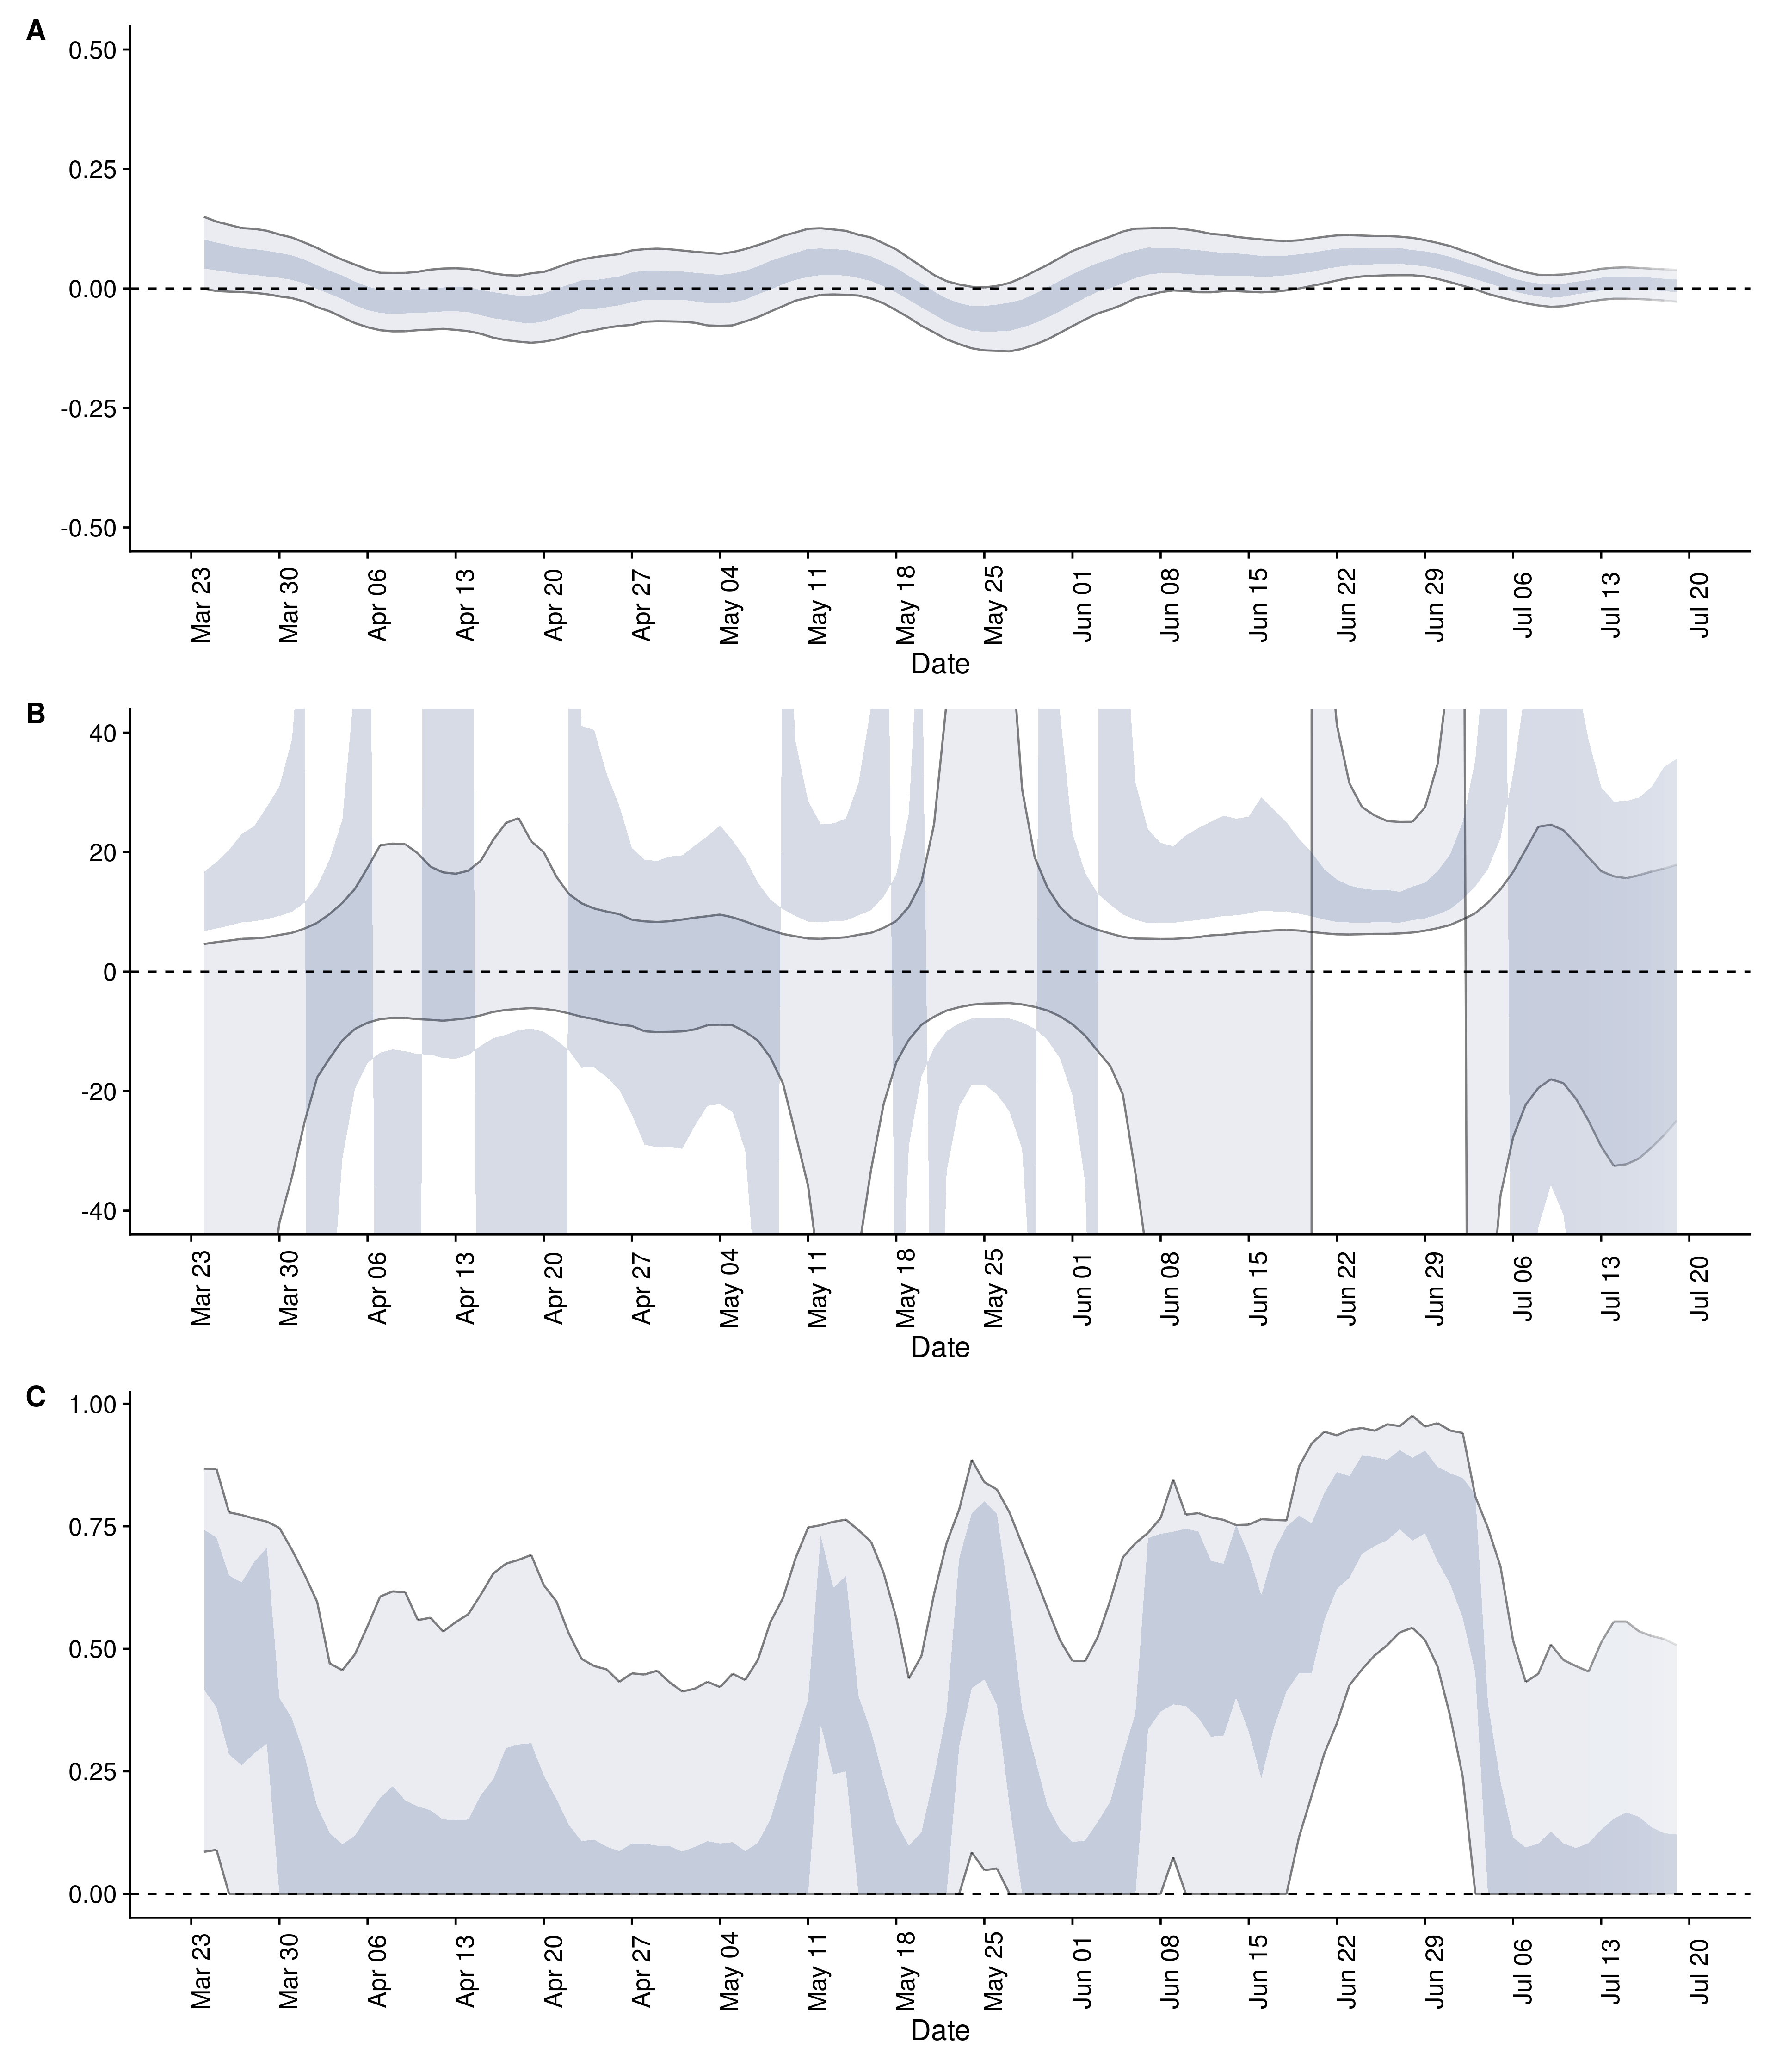 A
0.50
0.25
0.00
-0.25
-0.50
Mar 23
Mar 30
Apr 06
Apr 13
Apr 20
Apr 27
May 04
May 11
May 18
May 25
Jun 01
Jun 08
Jun 15
Jun 22
Jun 29
Jul 06
Jul 13
Jul 20
Date
B
40
20
0
-20
-40
Mar 23
Mar 30
Apr 06
Apr 13
Apr 20
Apr 27
May 04
May 11
May 18
May 25
Jun 01
Jun 08
Jun 15
Jun 22
Jun 29
Jul 06
Jul 13
Jul 20
Date
C
1.00
0.75
0.50
0.25
0.00
Mar 23
Mar 30
Apr 06
Apr 13
Apr 20
Apr 27
May 04
May 11
May 18
May 25
Jun 01
Jun 08
Jun 15
Jun 22
Jun 29
Jul 06
Jul 13
Jul 20
Date